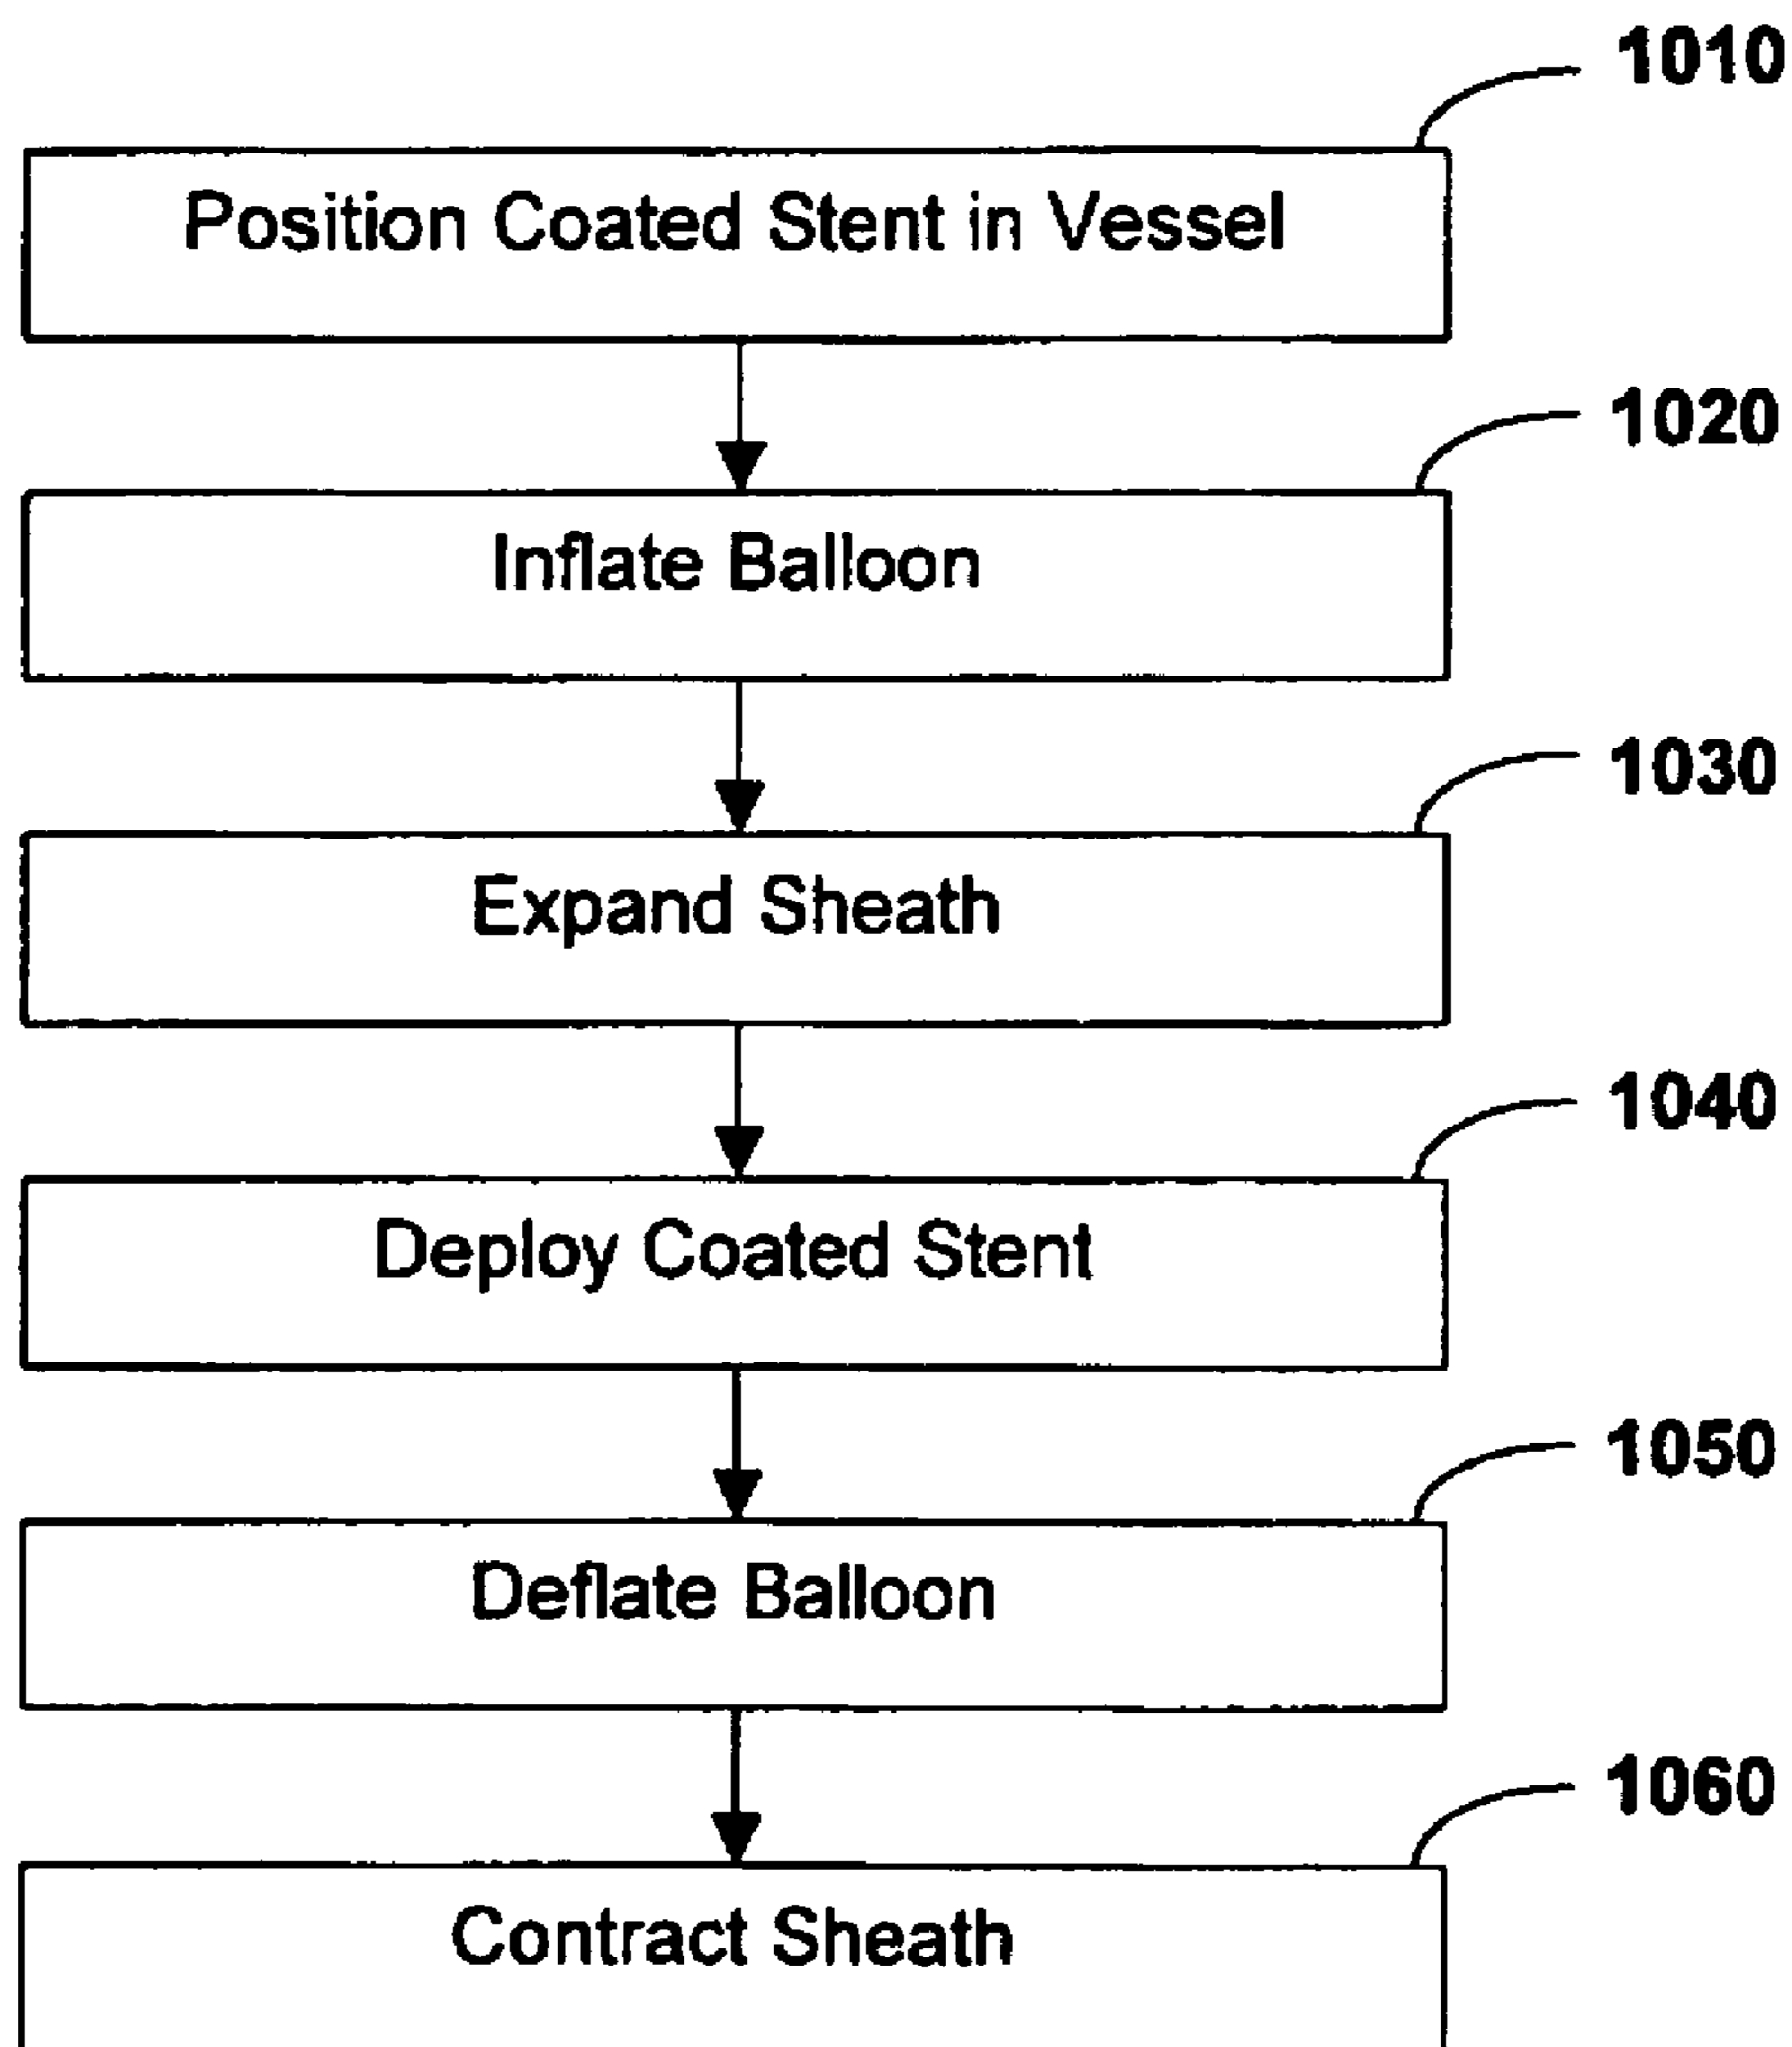 1010
Position Coated Stent in Vessel
1020
Inflate Balloon
1030
Expand Sheath
1040
Deploy Coated Stent
1050
Deflate Balloon
1060
Contract Sheath